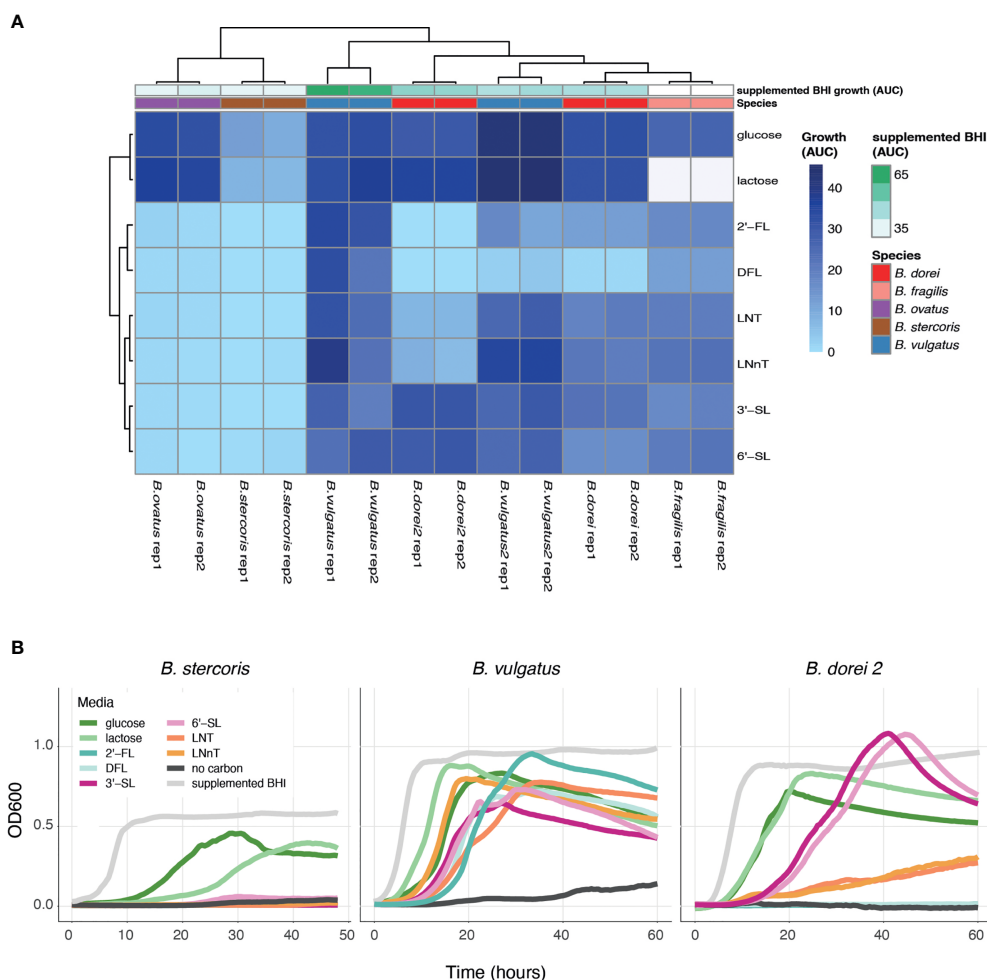 A
supplemented BHI growth (AUC)
Species
glucose
lactose
2'–FL
DFL
LNT
LNnT
3'–SL
6'–SL
Growth
(AUC)
40
30
20
10
0
supplemented BHI
(AUC)
65
35
Species
B. dorei
B. fragilis
B. ovatus
B. stercoris
B. vulgatus
B.ovatus rep1
B.ovatus rep2
B.stercoris rep1
B.stercoris rep2
B.vulgatus rep1
B.vulgatus rep2
B.dorei2 rep1
B.dorei2 rep2
B.vulgatus2 rep1
B.vulgatus2 rep2
B.dorei rep1
B.dorei rep2
B.fragilis rep1
B.fragilis rep2
B
B. stercoris
B. vulgatus
B. dorei 2
Media
glucose
lactose
2'–FL
DFL
3'–SL
6'–SL
LNT
LNnT
no carbon
supplemented BHI
OD600
1.0
0.5
0.0
0 10 20 30 40 50
0 20 40 60
0 20 40 60
Time (hours)